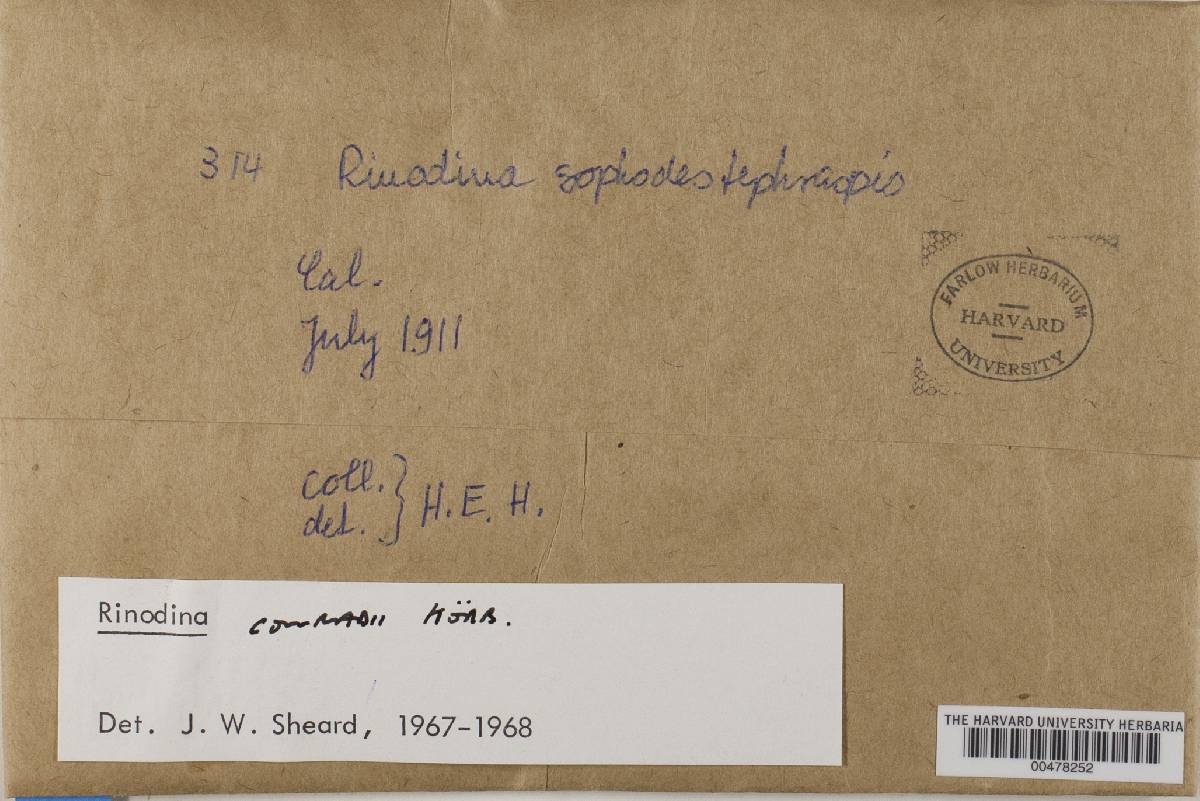 314 Rinodina sophodes tephraspis
Cal.
July 1911
FARLOW HERBARIUM
HARVARD
UNIVERSITY
coll. } H. E. H.
det.
Rinodina conradii Körb.
Det. J. W. Sheard, 1967-1968
THE HARVARD UNIVERSITY HERBARIA
00478252